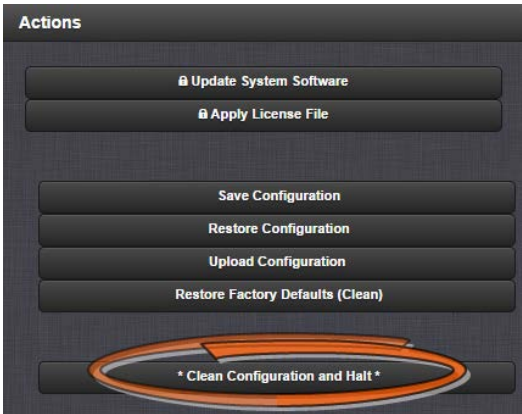 Actions
Update System Software
Apply License File
Save Configuration
Restore Configuration
Upload Configuration
Restore Factory Defaults (Clean)
* Clean Configuration and Halt *